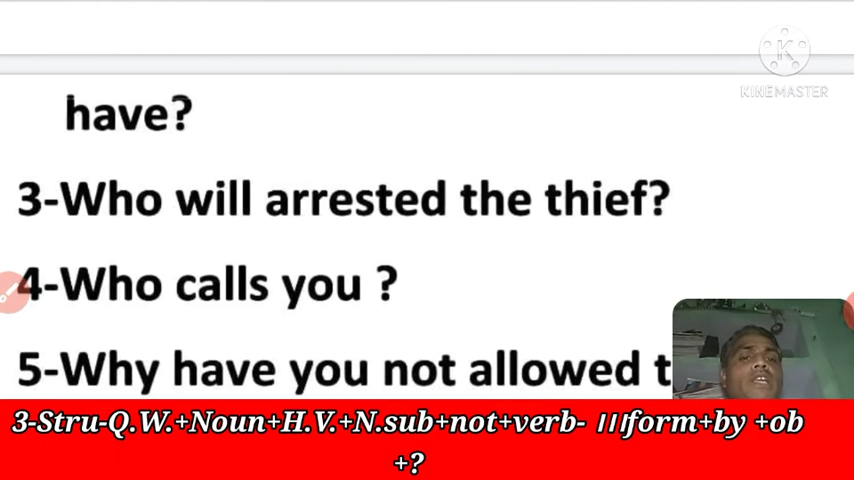 KINEMASTER
have?
3-Who will arrested the thief?
4-Who calls you ?
5-Why have you not allowed t
3-Stru-Q.W.+Noun+H.V.+N.sub+not+verb- IIIform+by +ob
+?